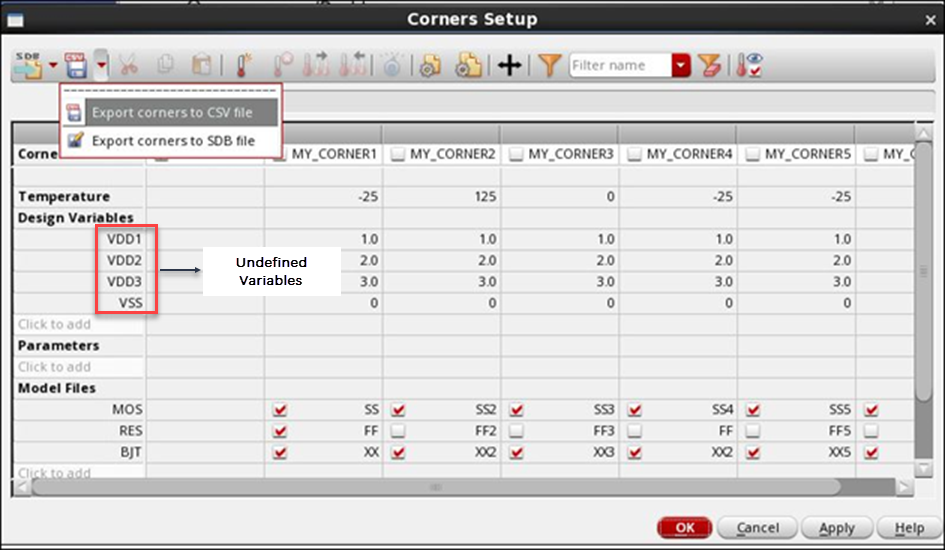 Corners Setup
SDB CSV Filter name
Export corners to CSV file
Export corners to SDB file
Corne MY_CORNER1 MY_CORNER2 MY_CORNER3 MY_CORNER4 MY_CORNER5 MY_C
Temperature -25 125 0 -25 -25
Design Variables
VDD1 1.0 1.0 1.0 1.0 1.0
VDD2 2.0 2.0 2.0 2.0 2.0
VDD3 3.0 3.0 3.0 3.0 3.0
VSS 0 0 0 0 0
Undefined
Variables
Click to add
Parameters
Click to add
Model Files
MOS SS SS2 SS3 SS4 SS5
RES FF FF2 FF3 FF FF5
BJT XX XX2 XX3 XX2 XX5
Click to add
OK Cancel Apply Help